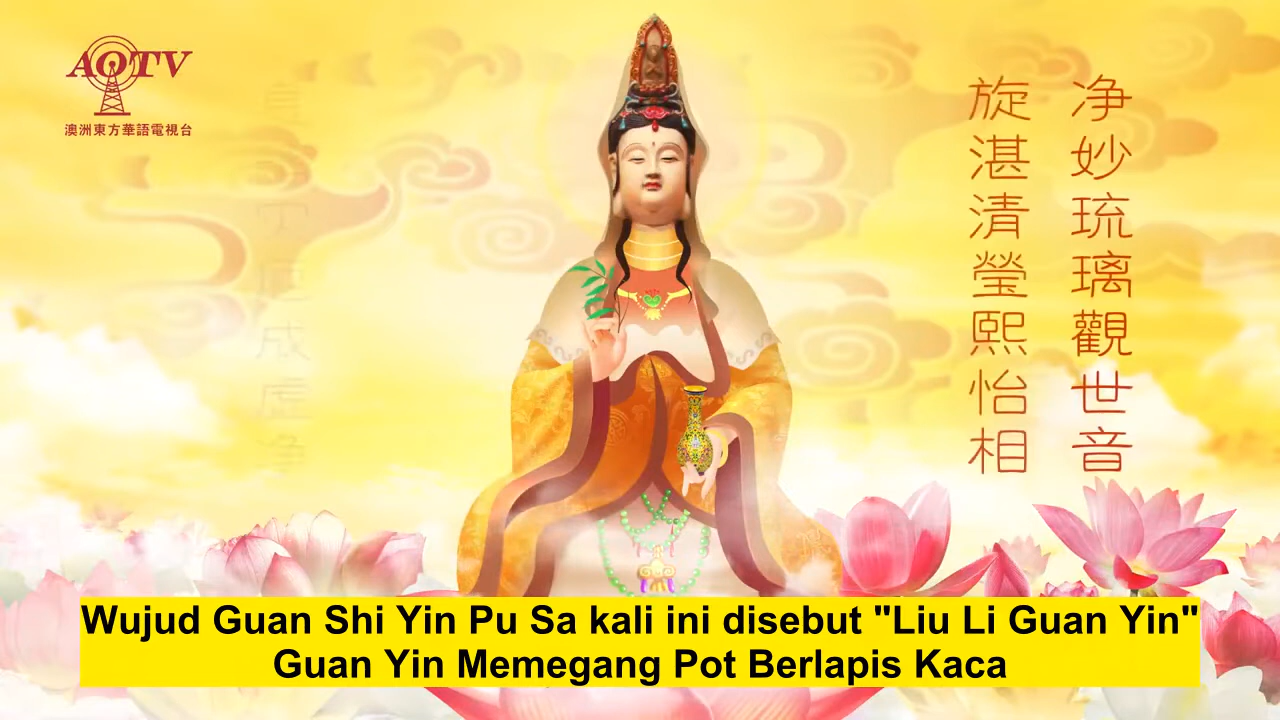 AOTV
澳洲東方華語電視台
净妙琉璃觀世音
旋湛清瑩熙怡相
Wujud Guan Shi Yin Pu Sa kali ini disebut "Liu Li Guan Yin"
Guan Yin Memegang Pot Berlapis Kaca